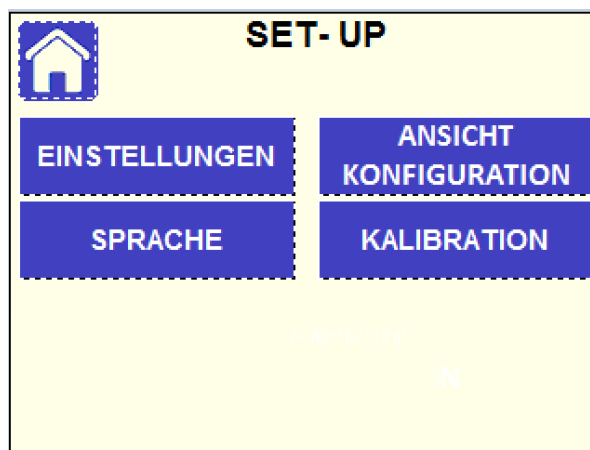 SET- UP
EINSTELLUNGEN
ANSICHT
KONFIGURATION
SPRACHE
KALIBRATION